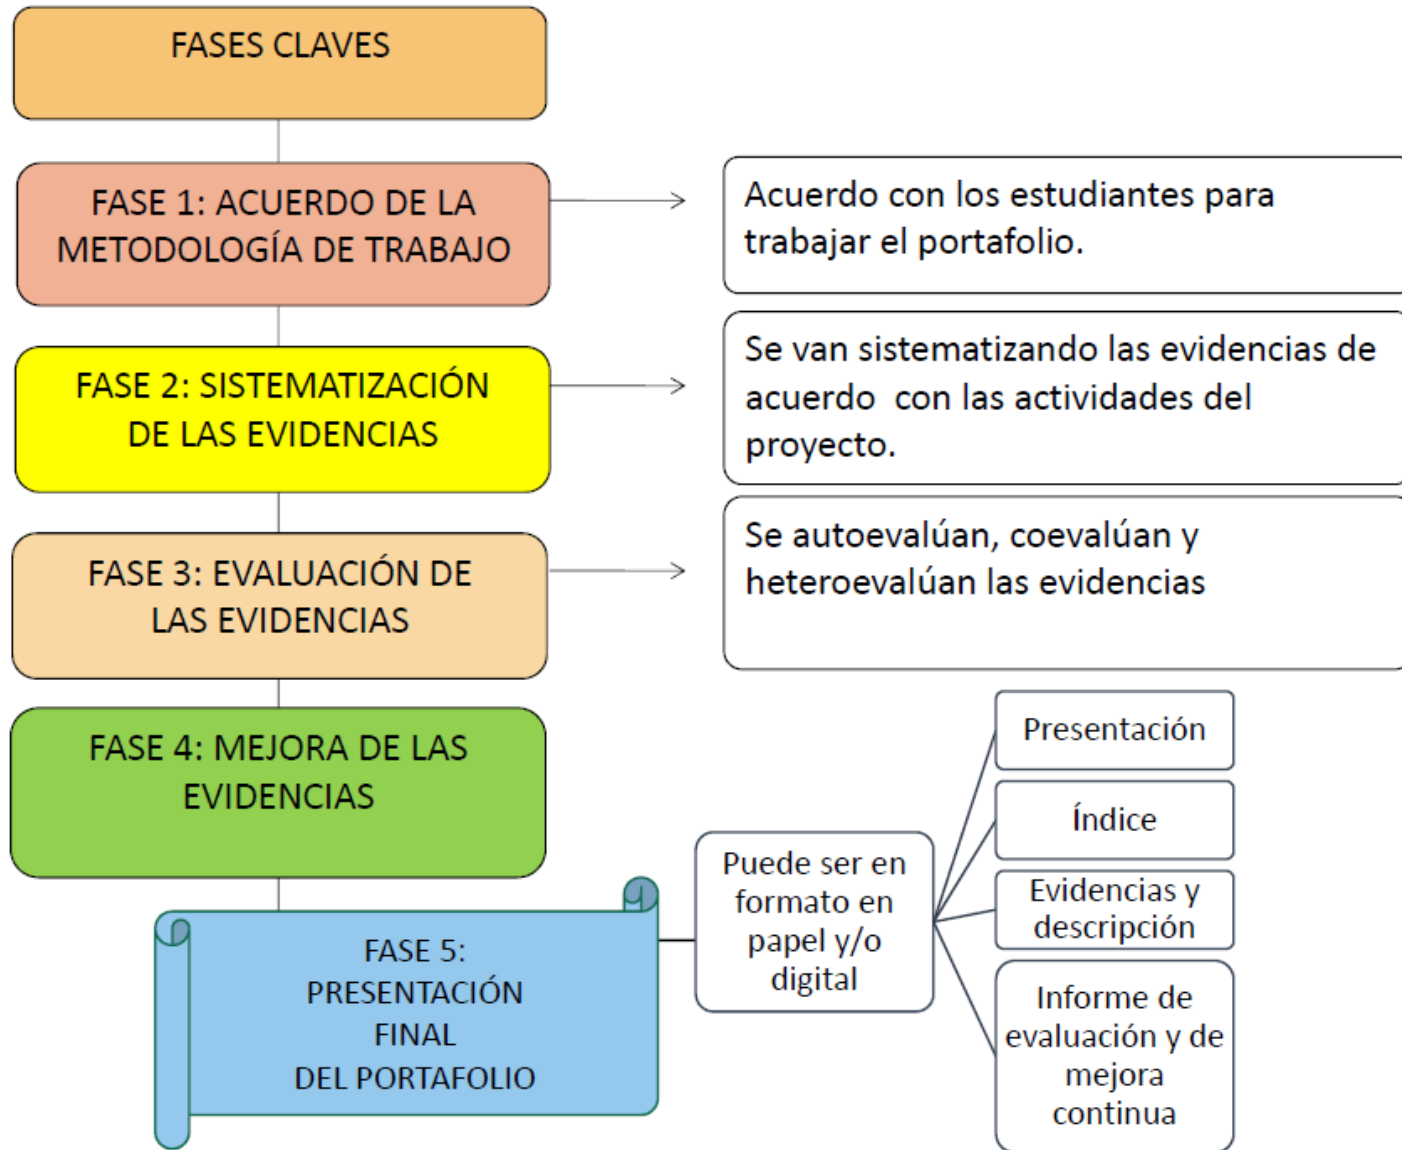 FASES CLAVES
FASE 1: ACUERDO DE LA
METODOLOGÍA DE TRABAJO
Acuerdo con los estudiantes para
trabajar el portafolio.
FASE 2: SISTEMATIZACIÓN
DE LAS EVIDENCIAS
Se van sistematizando las evidencias de
acuerdo con las actividades del
proyecto.
FASE 3: EVALUACIÓN DE
LAS EVIDENCIAS
Se autoevalúan, coevalúan y
heteroevalúan las evidencias
FASE 4: MEJORA DE LAS
EVIDENCIAS
FASE 5:
PRESENTACIÓN
FINAL
DEL PORTAFOLIO
Puede ser en
formato en
papel y/o
digital
Presentación
Índice
Evidencias y
descripción
Informe de
evaluación y de
mejora
continua